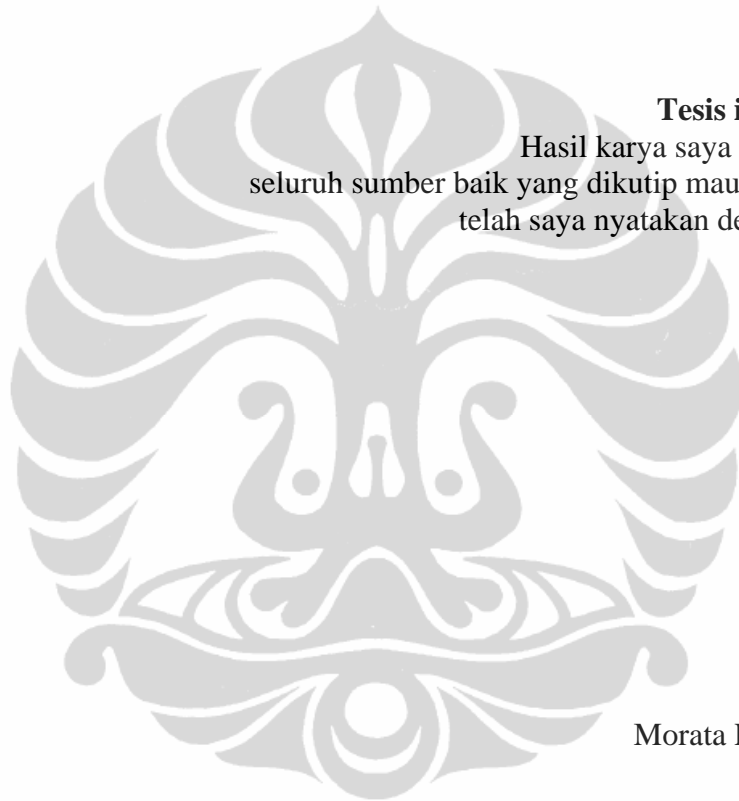 Tesis i
Hasil karya saya
seluruh sumber baik yang dikutip mau
telah saya nyatakan de
Morata